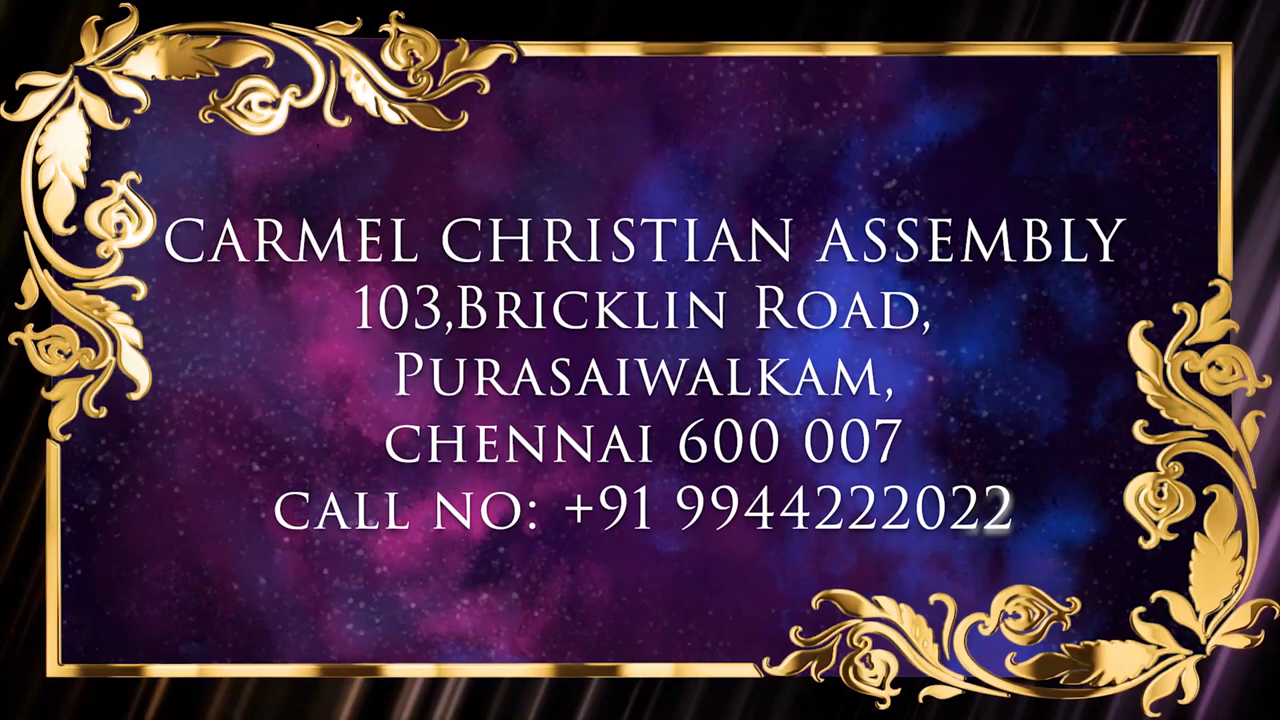 CARMEL CHRISTIAN ASSEMBLY
103,BRICKLIN ROAD,
PURASAIWALKAM,
CHENNAI 600 007
CALL NO: +91 9944222022